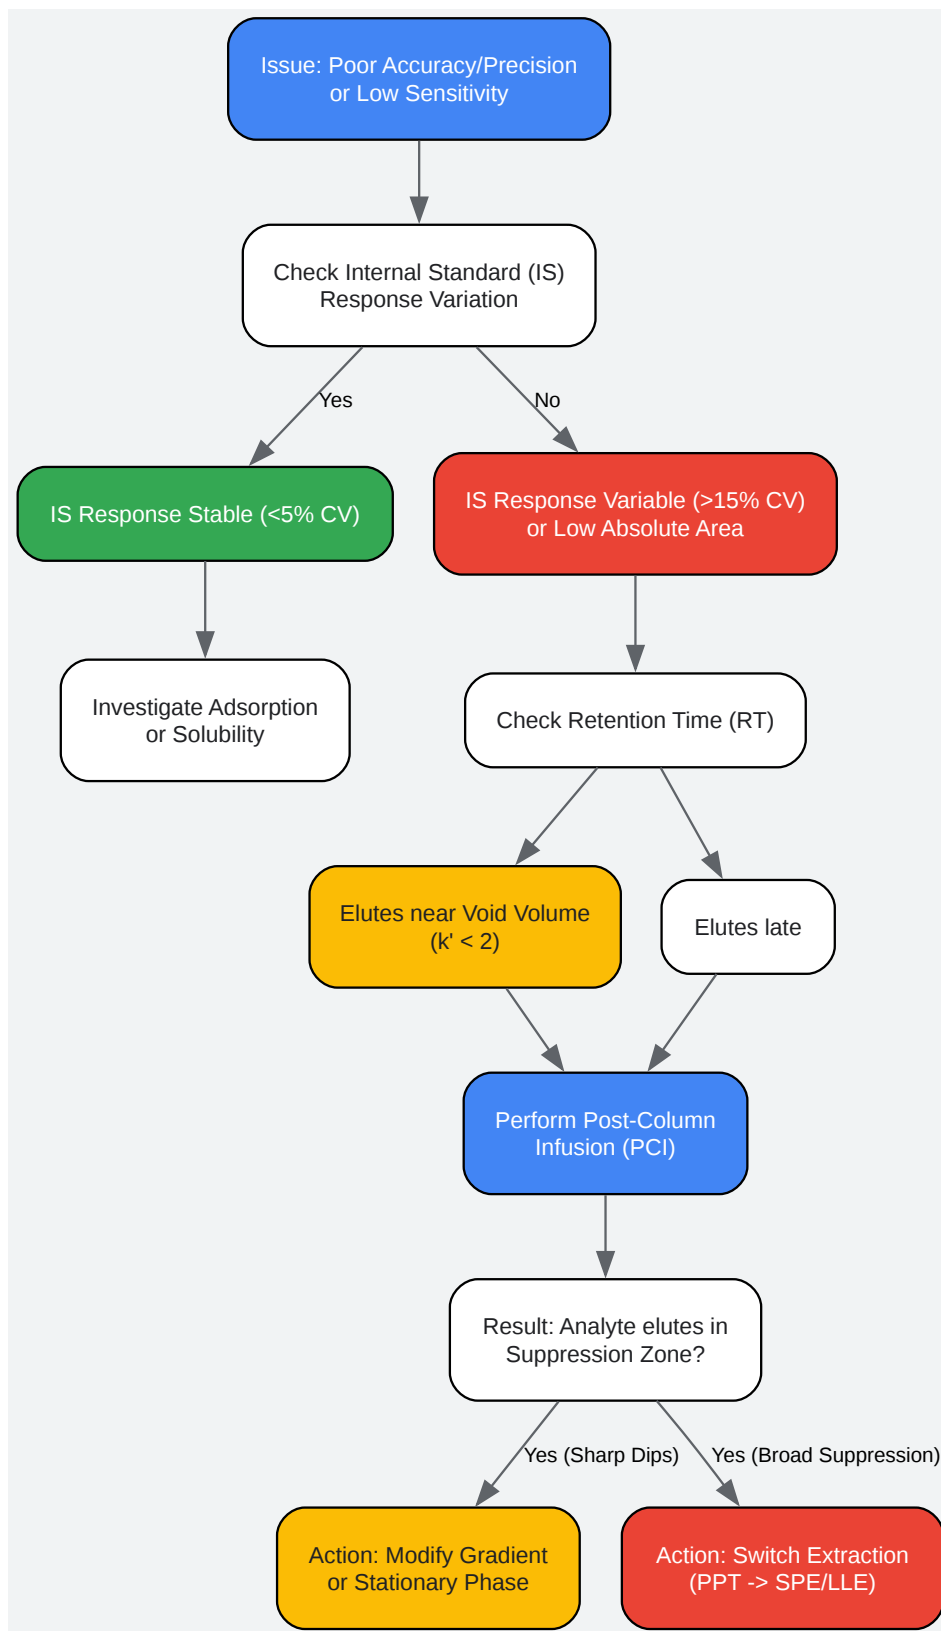 Issue: Poor Accuracy/Precision
or Low Sensitivity
Check Internal Standard (IS)
Response Variation
Yes
No
IS Response Stable (<5% CV)
IS Response Variable (>15% CV)
or Low Absolute Area
Investigate Adsorption
or Solubility
Check Retention Time (RT)
Elutes near Void Volume
(k' < 2)
Elutes late
Perform Post-Column
Infusion (PCI)
Result: Analyte elutes in
Suppression Zone?
Yes (Sharp Dips)
Yes (Broad Suppression)
Action: Modify Gradient
or Stationary Phase
Action: Switch Extraction
(PPT -> SPE/LLE)